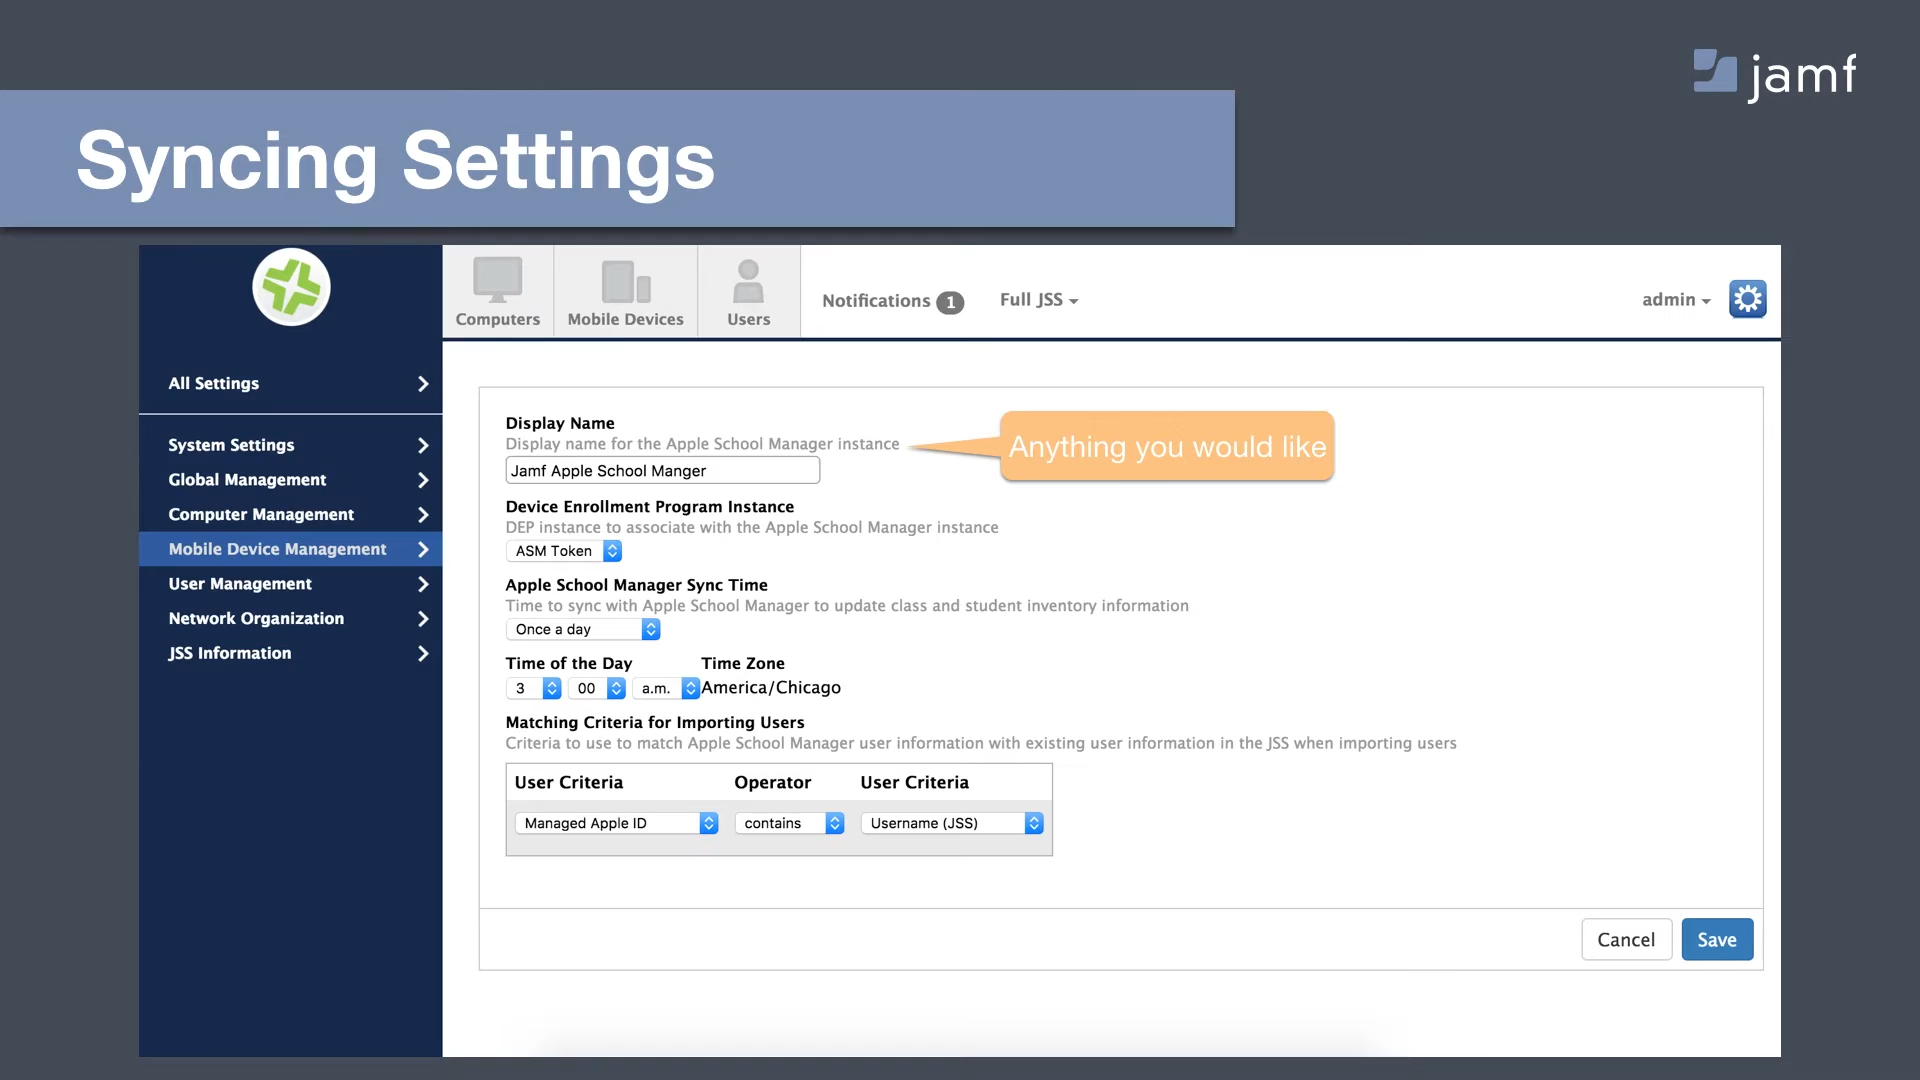 jamf
Syncing Settings
Computers
Mobile Devices
Users
Notifications 1
Full JSS
admin
All Settings
System Settings
Global Management
Computer Management
Mobile Device Management
User Management
Network Organization
JSS Information
Display Name
Display name for the Apple School Manager instance
Anything you would like
Jamf Apple School Manger
Device Enrollment Program Instance
DEP instance to associate with the Apple School Manager instance
ASM Token
Apple School Manager Sync Time
Time to sync with Apple School Manager to update class and student inventory information
Once a day
Time of the Day Time Zone
3 00 a.m. America/Chicago
Matching Criteria for Importing Users
Criteria to use to match Apple School Manager user information with existing user information in the JSS when importing users
User Criteria Operator User Criteria
Managed Apple ID contains Username (JSS)
Cancel Save